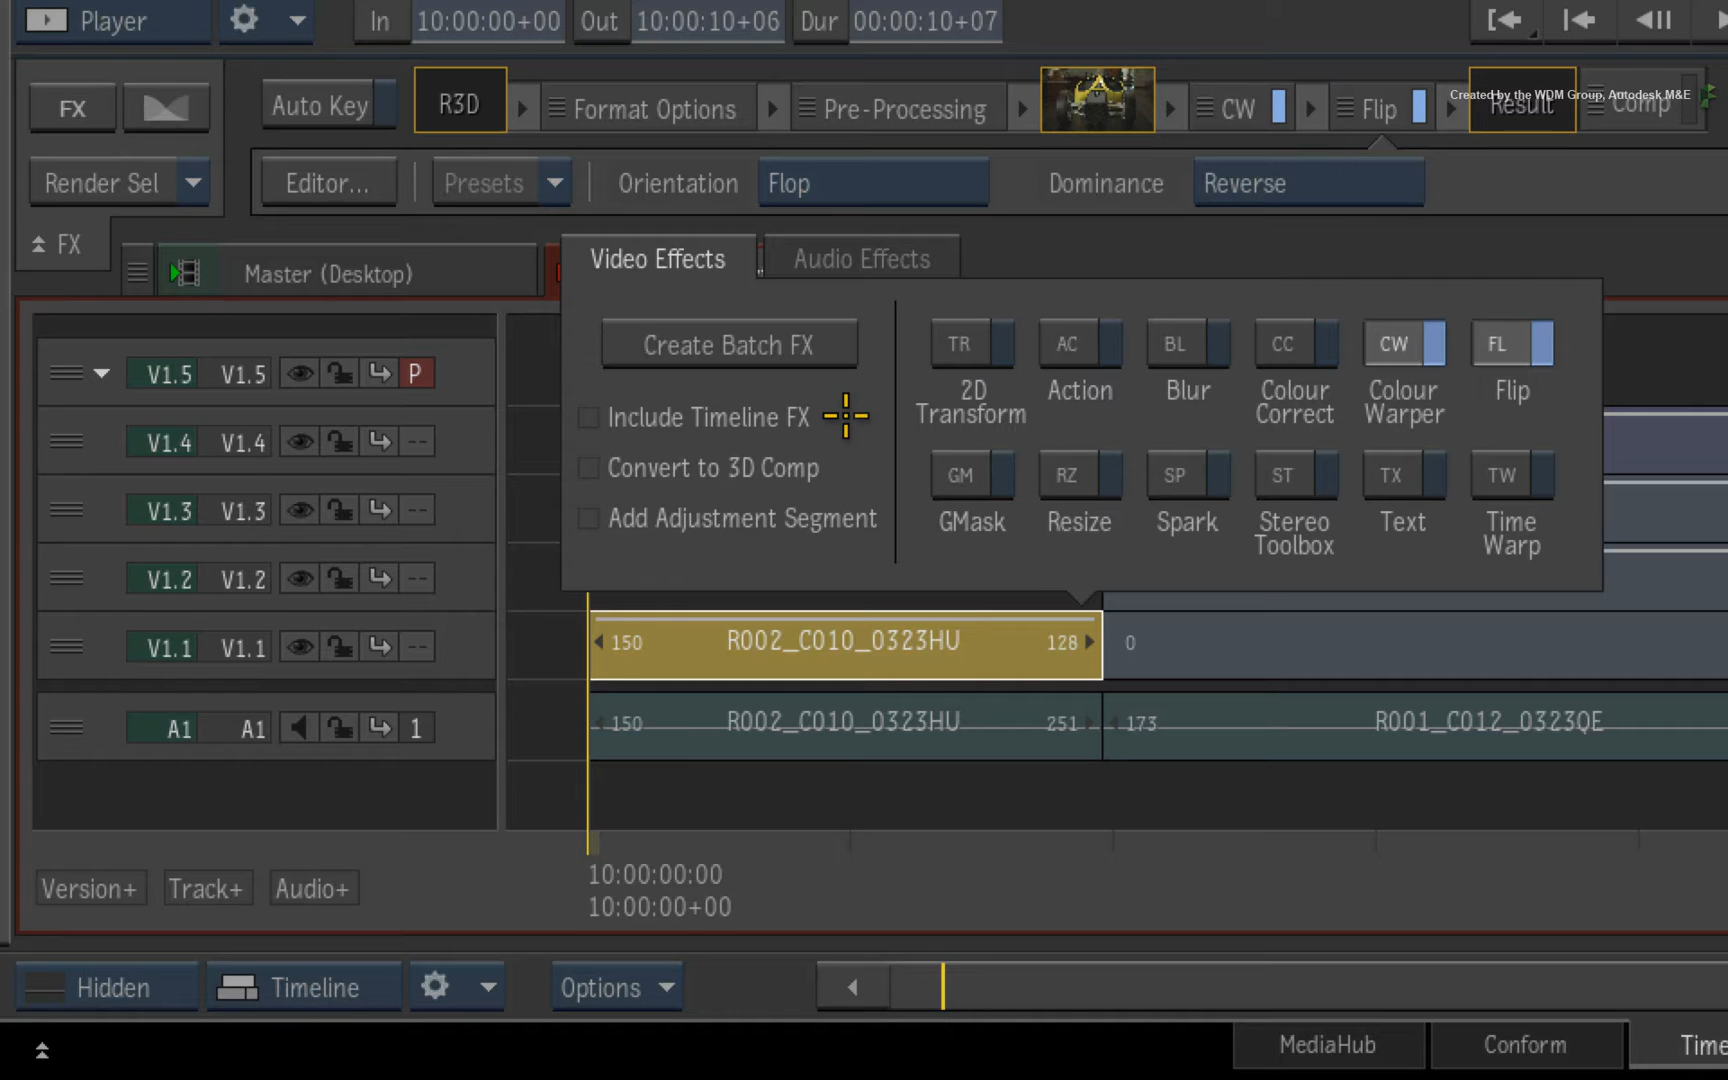 Player In 10:00:00+00 Out 10:00:10+06 Dur 00:00:10+07
FX Auto Key R3D Format Options Pre-Processing CW Flip Result Comp
Created by the WDM Group, Autodesk M&E
Render Sel Editor... Presets Orientation Flop Dominance Reverse
FX
Master (Desktop)
Video Effects Audio Effects
Create Batch FX
Include Timeline FX
Convert to 3D Comp
Add Adjustment Segment
TR AC BL CC CW FL
2D Transform
Action
Blur
Colour Correct
Colour Warper
Flip
GM RZ SP ST TX TW
GMask
Resize
Spark
Stereo Toolbox
Text
Time Warp
V1.5 V1.5 P
V1.4 V1.4 --
V1.3 V1.3 --
V1.2 V1.2 --
V1.1 V1.1 -- 150 R002_C010_0323HU 128 0
A1 A1 1 150 R002_C010_0323HU 251 173 R001_C012_0323QE
10:00:00:00
10:00:00+00
Version+ Track+ Audio+
Hidden Timeline Options
MediaHub Conform Time